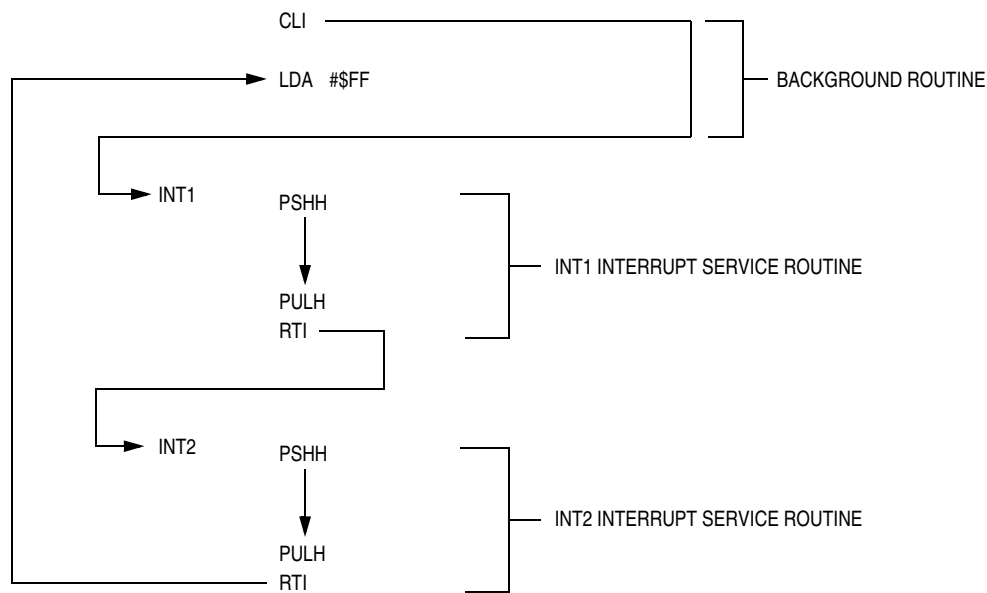 CLI
LDA #$FF
BACKGROUND ROUTINE
INT1
PSHH
INT1 INTERRUPT SERVICE ROUTINE
PULH
RTI
INT2
PSHH
INT2 INTERRUPT SERVICE ROUTINE
PULH
RTI